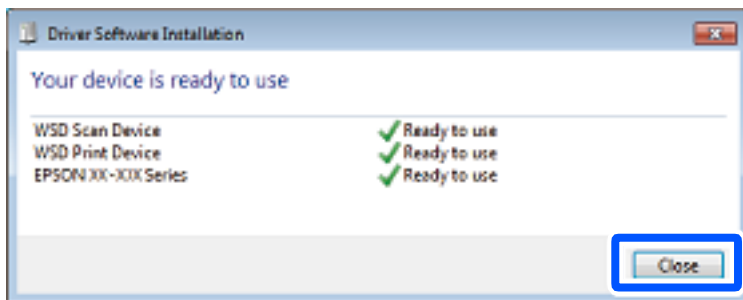 Driver Software Installation
Your device is ready to use
WSD Scan Device Ready to use
WSD Print Device Ready to use
EPSON XX-XXX Series Ready to use
Close